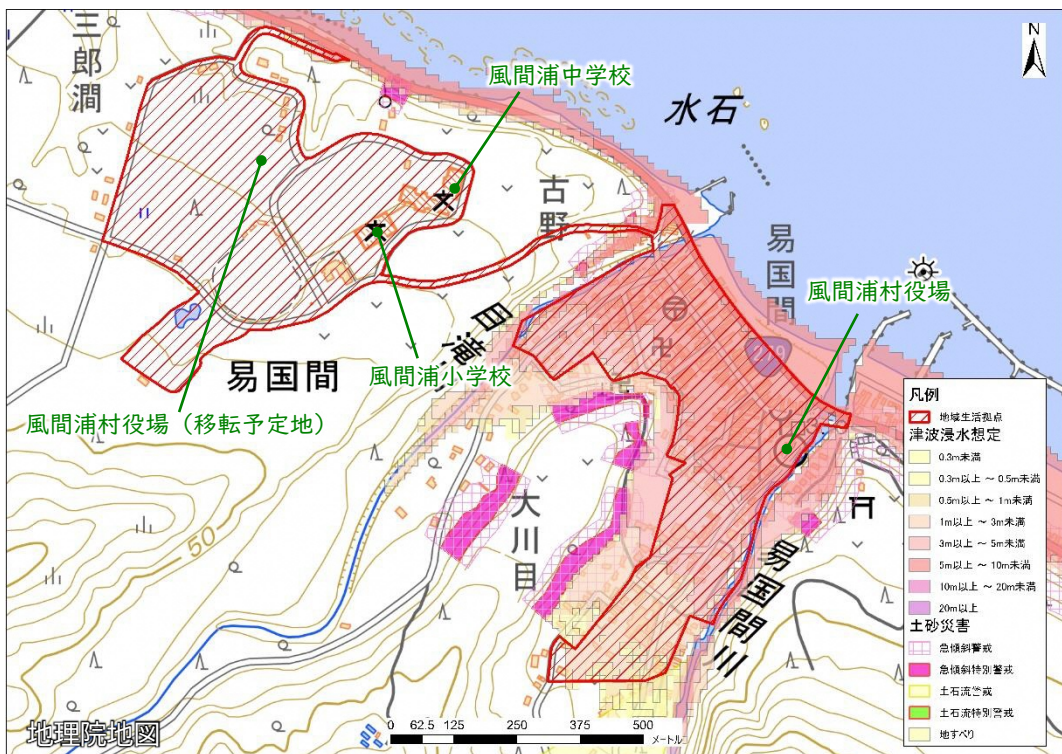 三郎澗
風間浦中学校
水石
N
古野
易国間
風間浦村役場
279
目滝
易国間
風間浦小学校
風間浦村役場（移転予定地）
大川目
易国間川
50
凡例
地域生活拠点
津波浸水想定
0.3m未満
0.3m以上 ～ 0.5m未満
0.5m以上 ～ 1m未満
1m以上 ～ 3m未満
3m以上 ～ 5m未満
5m以上 ～ 10m未満
10m以上 ～ 20m未満
20m以上
土砂災害
急傾斜警戒
急傾斜特別警戒
土石流警戒
土石流特別警戒
地すべり
地理院地図
0 62.5 125 250 375 500
メートル